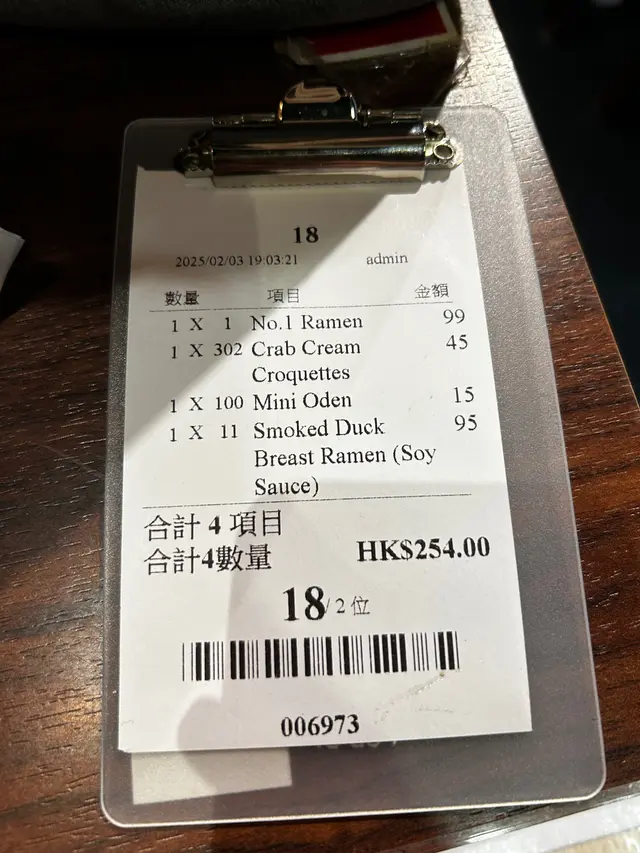 18
2025/02/03 19:03:21 admin
數量 項目 金額
1 X 1 No.1 Ramen 99
1 X 302 Crab Cream 45
Croquettes
1 X 100 Mini Oden 15
1 X 11 Smoked Duck 95
Breast Ramen (Soy
Sauce)
合計 4 項目
合計4數量 HK$254.00
18/ 2 位
006973